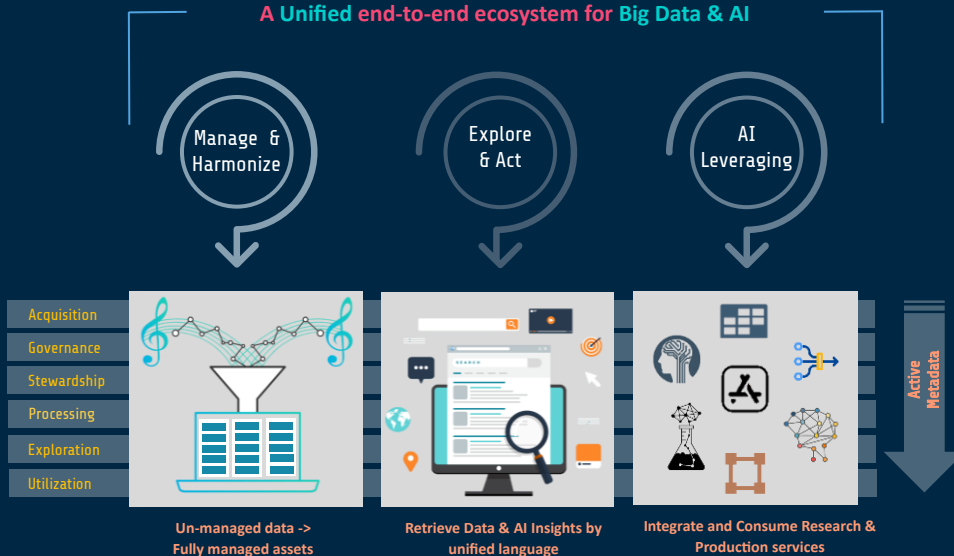 A Unified end-to-end ecosystem for Big Data & AI
Manage &
Harmonize
Explore
& Act
AI
Leveraging
Acquisition
Governance
Stewardship
Processing
Exploration
Utilization
Active
Metadata
Un-managed data ->
Fully managed assets
Retrieve Data & AI Insights by
unified language
Integrate and Consume Research &
Production services